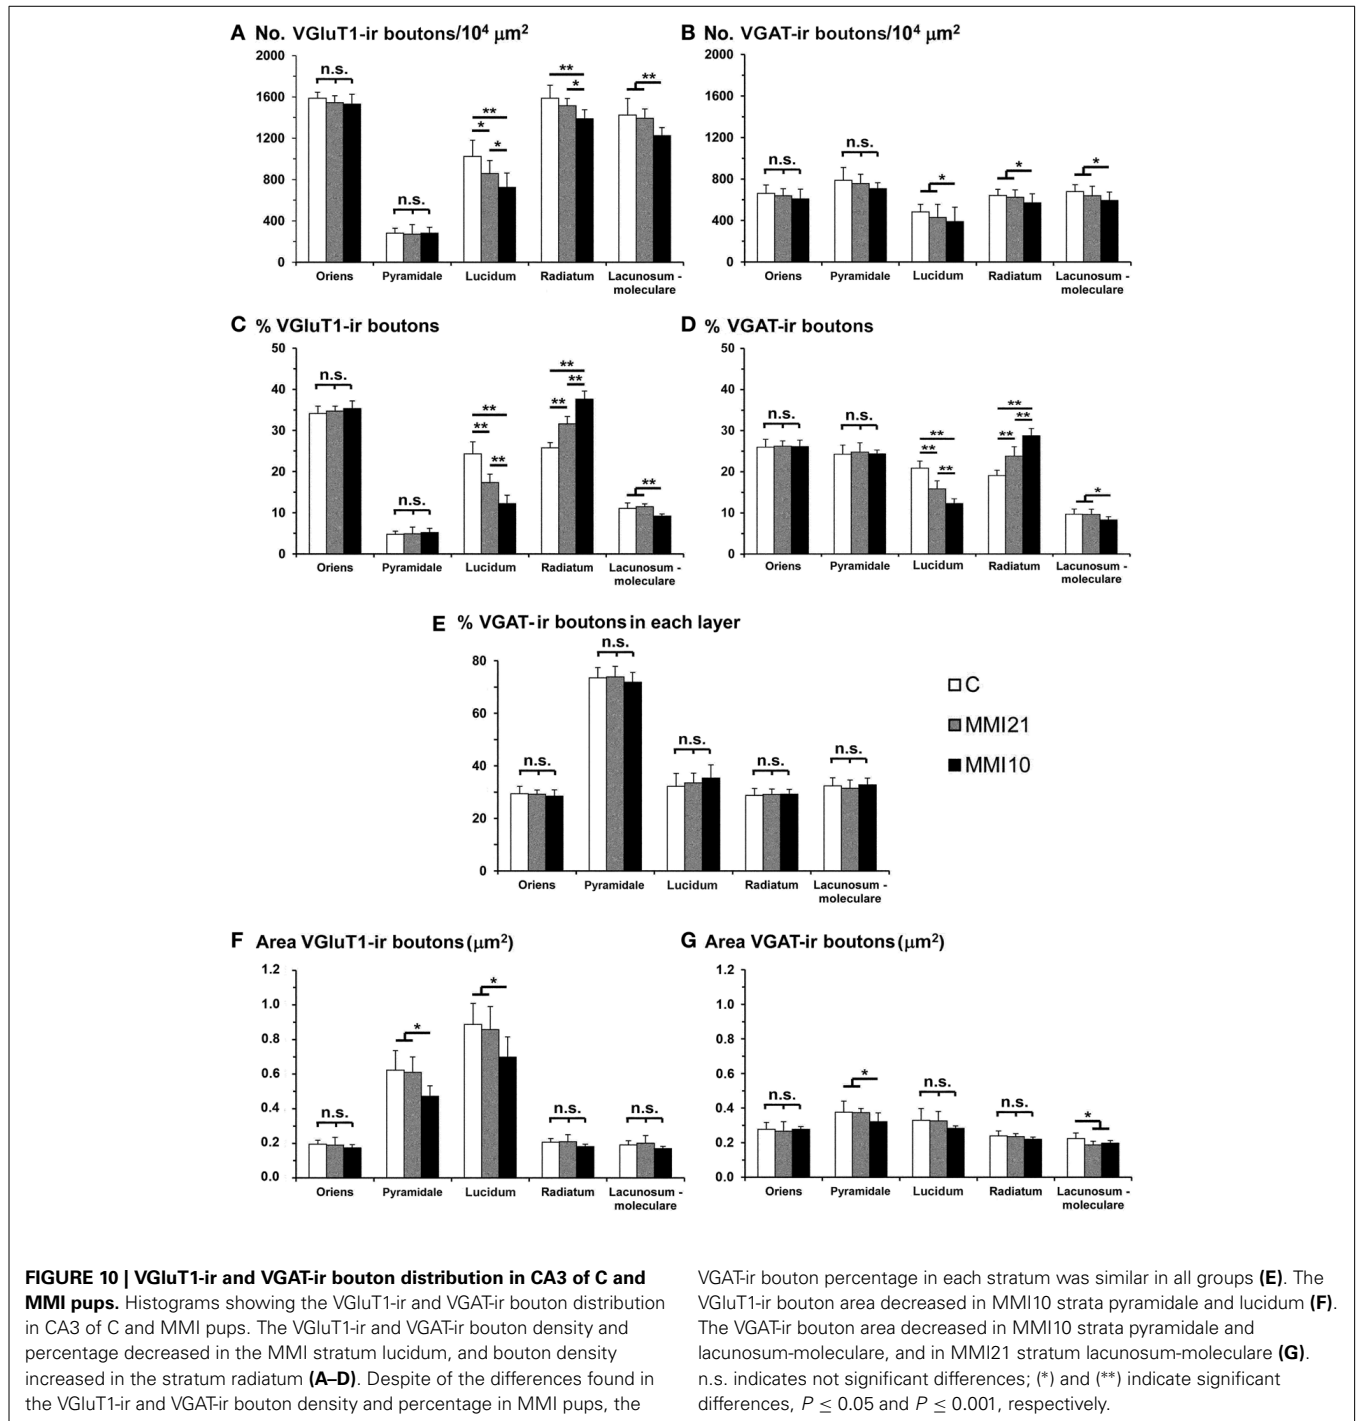 A No. VGluT1-ir boutons/10⁴ μm²
2000
1600
1200
800
400
0
n.s.
n.s.
**
*
*
**
*
**
Oriens Pyramidale Lucidum Radiatum Lacunosum -
moleculare
B No. VGAT-ir boutons/10⁴ μm²
2000
1600
1200
800
600
400
0
n.s.
n.s.
*
*
*
Oriens Pyramidale Lucidum Radiatum Lacunosum -
moleculare
C % VGluT1-ir boutons
50
40
30
20
10
0
n.s.
n.s.
**
**
**
**
**
**
**
Oriens Pyramidale Lucidum Radiatum Lacunosum -
moleculare
D % VGAT-ir boutons
50
40
30
20
10
0
n.s.
n.s.
**
**
**
**
**
**
*
Oriens Pyramidale Lucidum Radiatum Lacunosum -
moleculare
E % VGAT-ir boutons in each layer
80
60
40
20
0
n.s.
n.s.
n.s.
n.s.
n.s.
Oriens Pyramidale Lucidum Radiatum Lacunosum -
moleculare
C
MMI21
MMI10
F Area VGluT1-ir boutons (μm²)
1.2
1.0
0.8
0.6
0.4
0.2
0.0
n.s.
*
*
n.s.
n.s.
Oriens Pyramidale Lucidum Radiatum Lacunosum -
moleculare
G Area VGAT-ir boutons (μm²)
1.2
1.0
0.8
0.6
0.4
0.2
0.0
n.s.
*
n.s.
n.s.
*
Oriens Pyramidale Lucidum Radiatum Lacunosum -
moleculare
FIGURE 10 | VGluT1-ir and VGAT-ir bouton distribution in CA3 of C and
MMI pups. Histograms showing the VGluT1-ir and VGAT-ir bouton distribution
in CA3 of C and MMI pups. The VGluT1-ir and VGAT-ir bouton density and
percentage decreased in the MMI stratum lucidum, and bouton density
increased in the stratum radiatum (A–D). Despite of the differences found in
the VGluT1-ir and VGAT-ir bouton density and percentage in MMI pups, the
VGAT-ir bouton percentage in each stratum was similar in all groups (E). The
VGluT1-ir bouton area decreased in MMI10 strata pyramidale and lucidum (F).
The VGAT-ir bouton area decreased in MMI10 strata pyramidale and
lacunosum-moleculare, and in MMI21 stratum lacunosum-moleculare (G).
n.s. indicates not significant differences; (*) and (**) indicate significant
differences, P ≤ 0.05 and P ≤ 0.001, respectively.